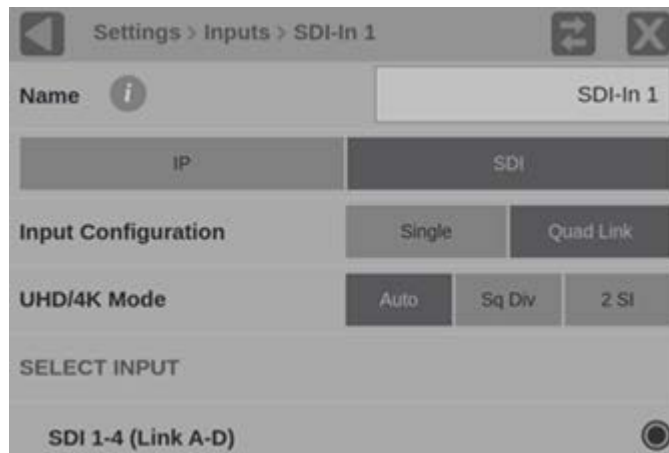 Settings > Inputs > SDI-In 1
Name i SDI-In 1
IP SDI
Input Configuration Single Quad Link
UHD/4K Mode Auto Sq Div 2 SI
SELECT INPUT
SDI 1-4 (Link A-D)